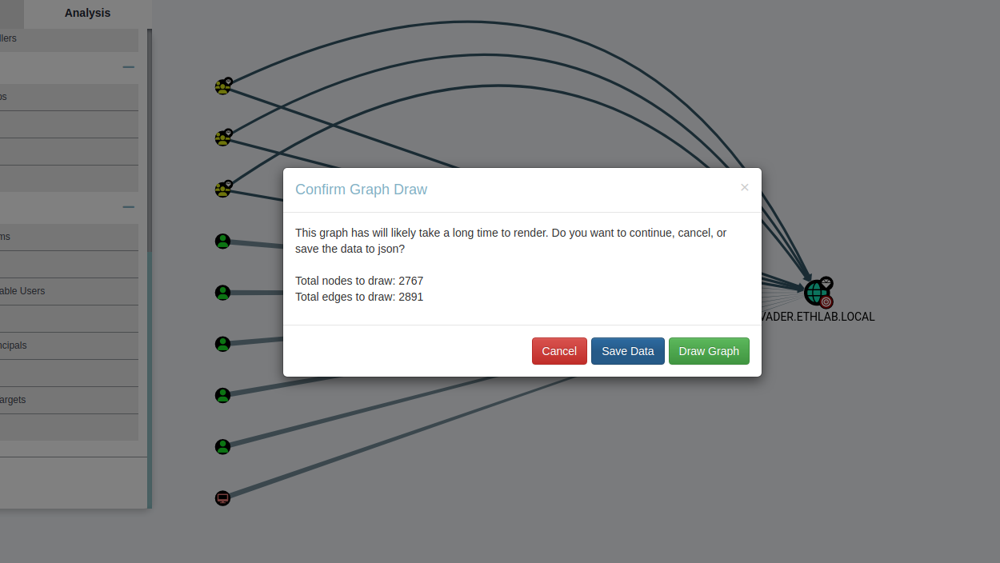 Analysis
llers
ps
ms
able Users
ncipals
argets
Confirm Graph Draw
×
This graph has will likely take a long time to render. Do you want to continue, cancel, or
save the data to json?
Total nodes to draw: 2767
Total edges to draw: 2891
Cancel
Save Data
Draw Graph
VADER.ETHLAB.LOCAL